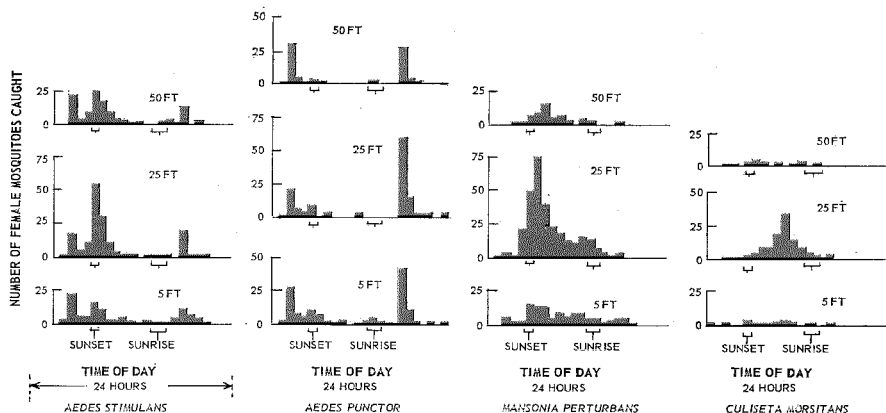 NUMBER OF FEMALE MOSQUITOES CAUGHT
50 FT
25
0
25 FT
75
50
25
0
5 FT
25
0
SUNSET SUNRISE
TIME OF DAY
24 HOURS
AEDES STIMULANS
50 FT
50
25
0
25 FT
75
50
25
0
5 FT
50
25
0
SUNSET SUNRISE
TIME OF DAY
24 HOURS
AEDES PUNCTOR
50 FT
25
0
25 FT
75
50
25
0
5 FT
25
0
SUNSET SUNRISE
TIME OF DAY
24 HOURS
MANSONIA PERTURBANS
50 FT
25
0
25 FT
50
25
0
5 FT
25
0
SUNSET SUNRISE
TIME OF DAY
24 HOURS
CULISETA MORSITANS